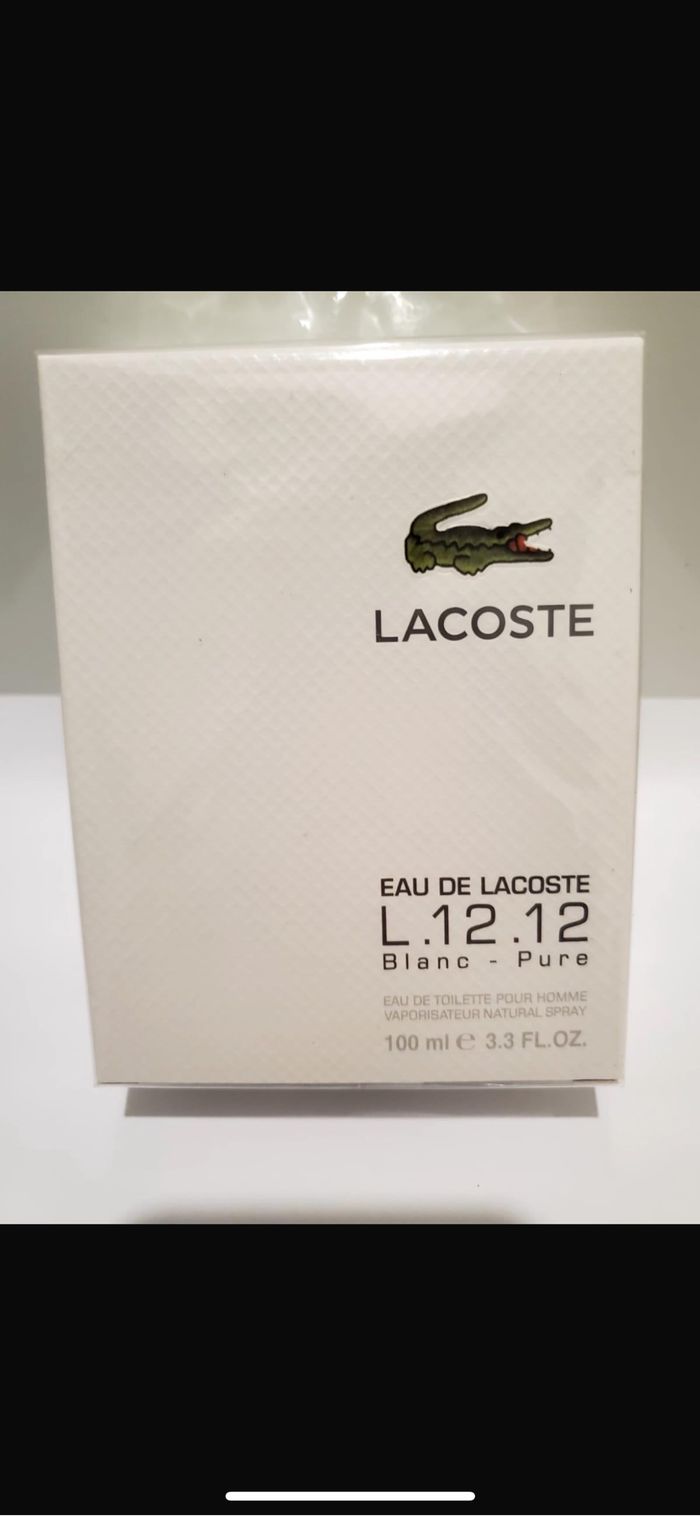 LACOSTE
EAU DE LACOSTE
L.12.12
Blanc - Pure
EAU DE TOILETTE POUR HOMME
VAPORISATEUR NATURAL SPRAY
100 ml ℮ 3.3 FL.OZ.